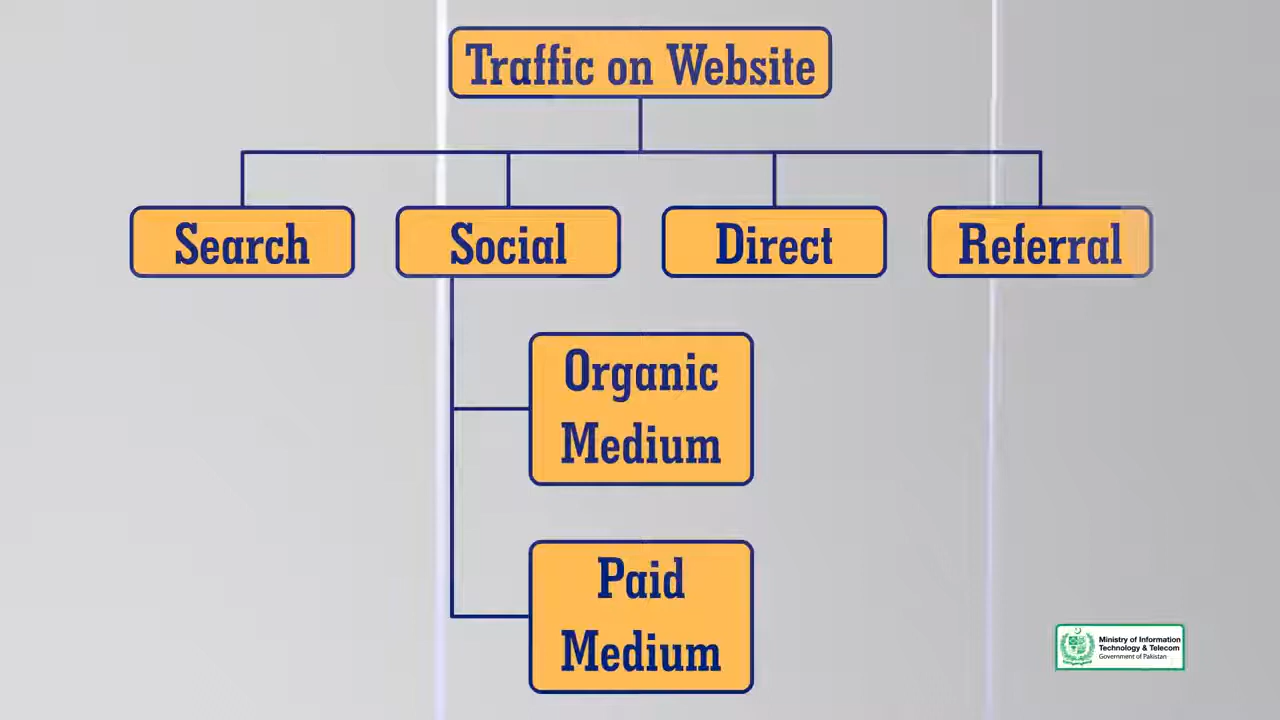 Traffic on Website
Search
Social
Direct
Referral
Organic
Medium
Paid
Medium
Ministry of Information
Technology & Telecom
Government of Pakistan